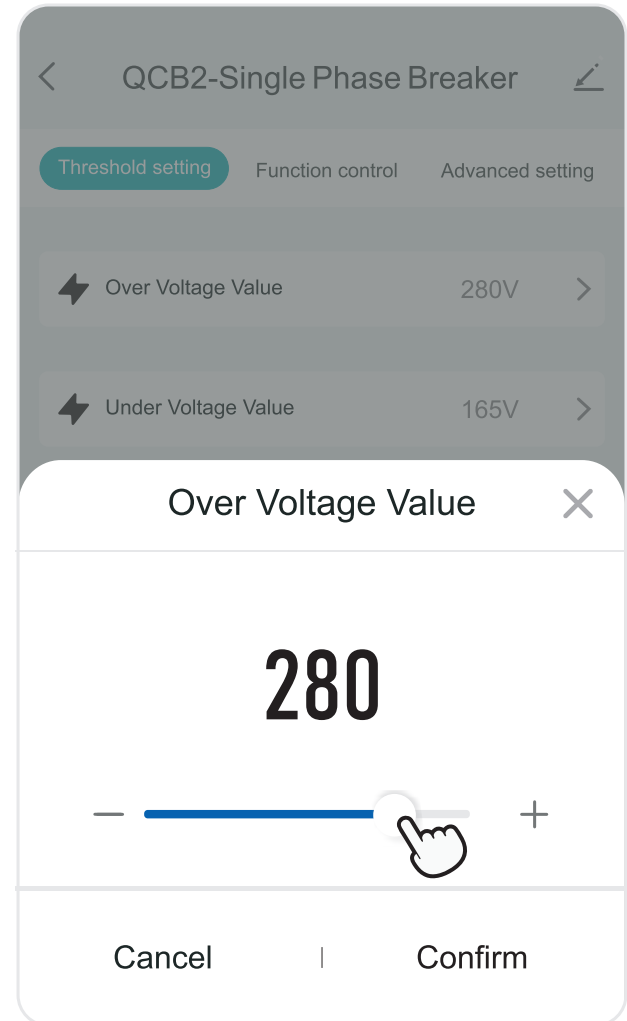 QCB2-Single Phase Breaker
Threshold setting Function control Advanced setting
Over Voltage Value 280V
Under Voltage Value 165V
Over Voltage Value
280
Cancel Confirm